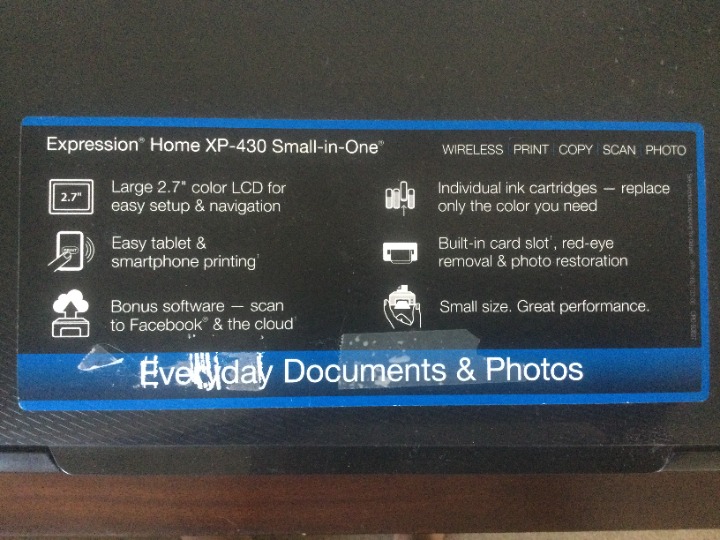 Expression® Home XP-430 Small-in-One®
WIRELESS | PRINT | COPY | SCAN | PHOTO
2.7"
Large 2.7" color LCD for
easy setup & navigation
Easy tablet &
smartphone printing†
Bonus software — scan
to Facebook® & the cloud†
Individual ink cartridges — replace
only the color you need
Built-in card slot†, red-eye
removal & photo restoration
Small size. Great performance.
Everyday Documents & Photos